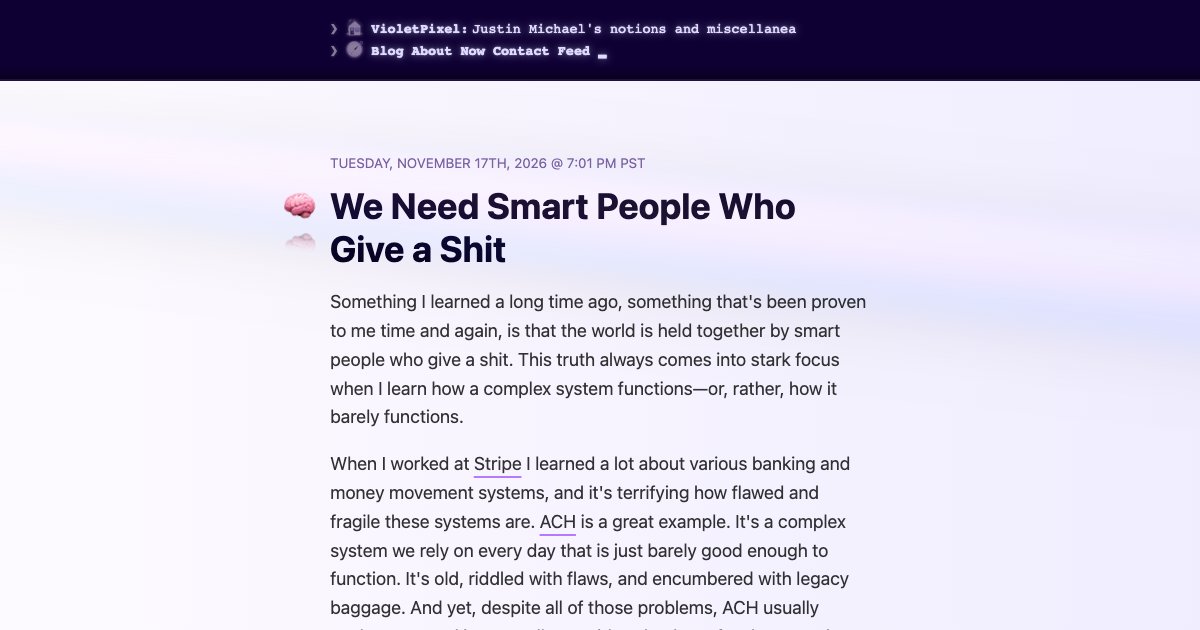 ❯ 🏠 VioletPixel: Justin Michael's notions and miscellanea
❯ 🧭 Blog About Now Contact Feed
TUESDAY, NOVEMBER 17TH, 2026 @ 7:01 PM PST
We Need Smart People Who
Give a Shit
Something I learned a long time ago, something that's been proven
to me time and again, is that the world is held together by smart
people who give a shit. This truth always comes into stark focus
when I learn how a complex system functions—or, rather, how it
barely functions.
When I worked at Stripe I learned a lot about various banking and
money movement systems, and it's terrifying how flawed and
fragile these systems are. ACH is a great example. It's a complex
system we rely on every day that is just barely good enough to
function. It's old, riddled with flaws, and encumbered with legacy
baggage. And yet, despite all of those problems, ACH usually